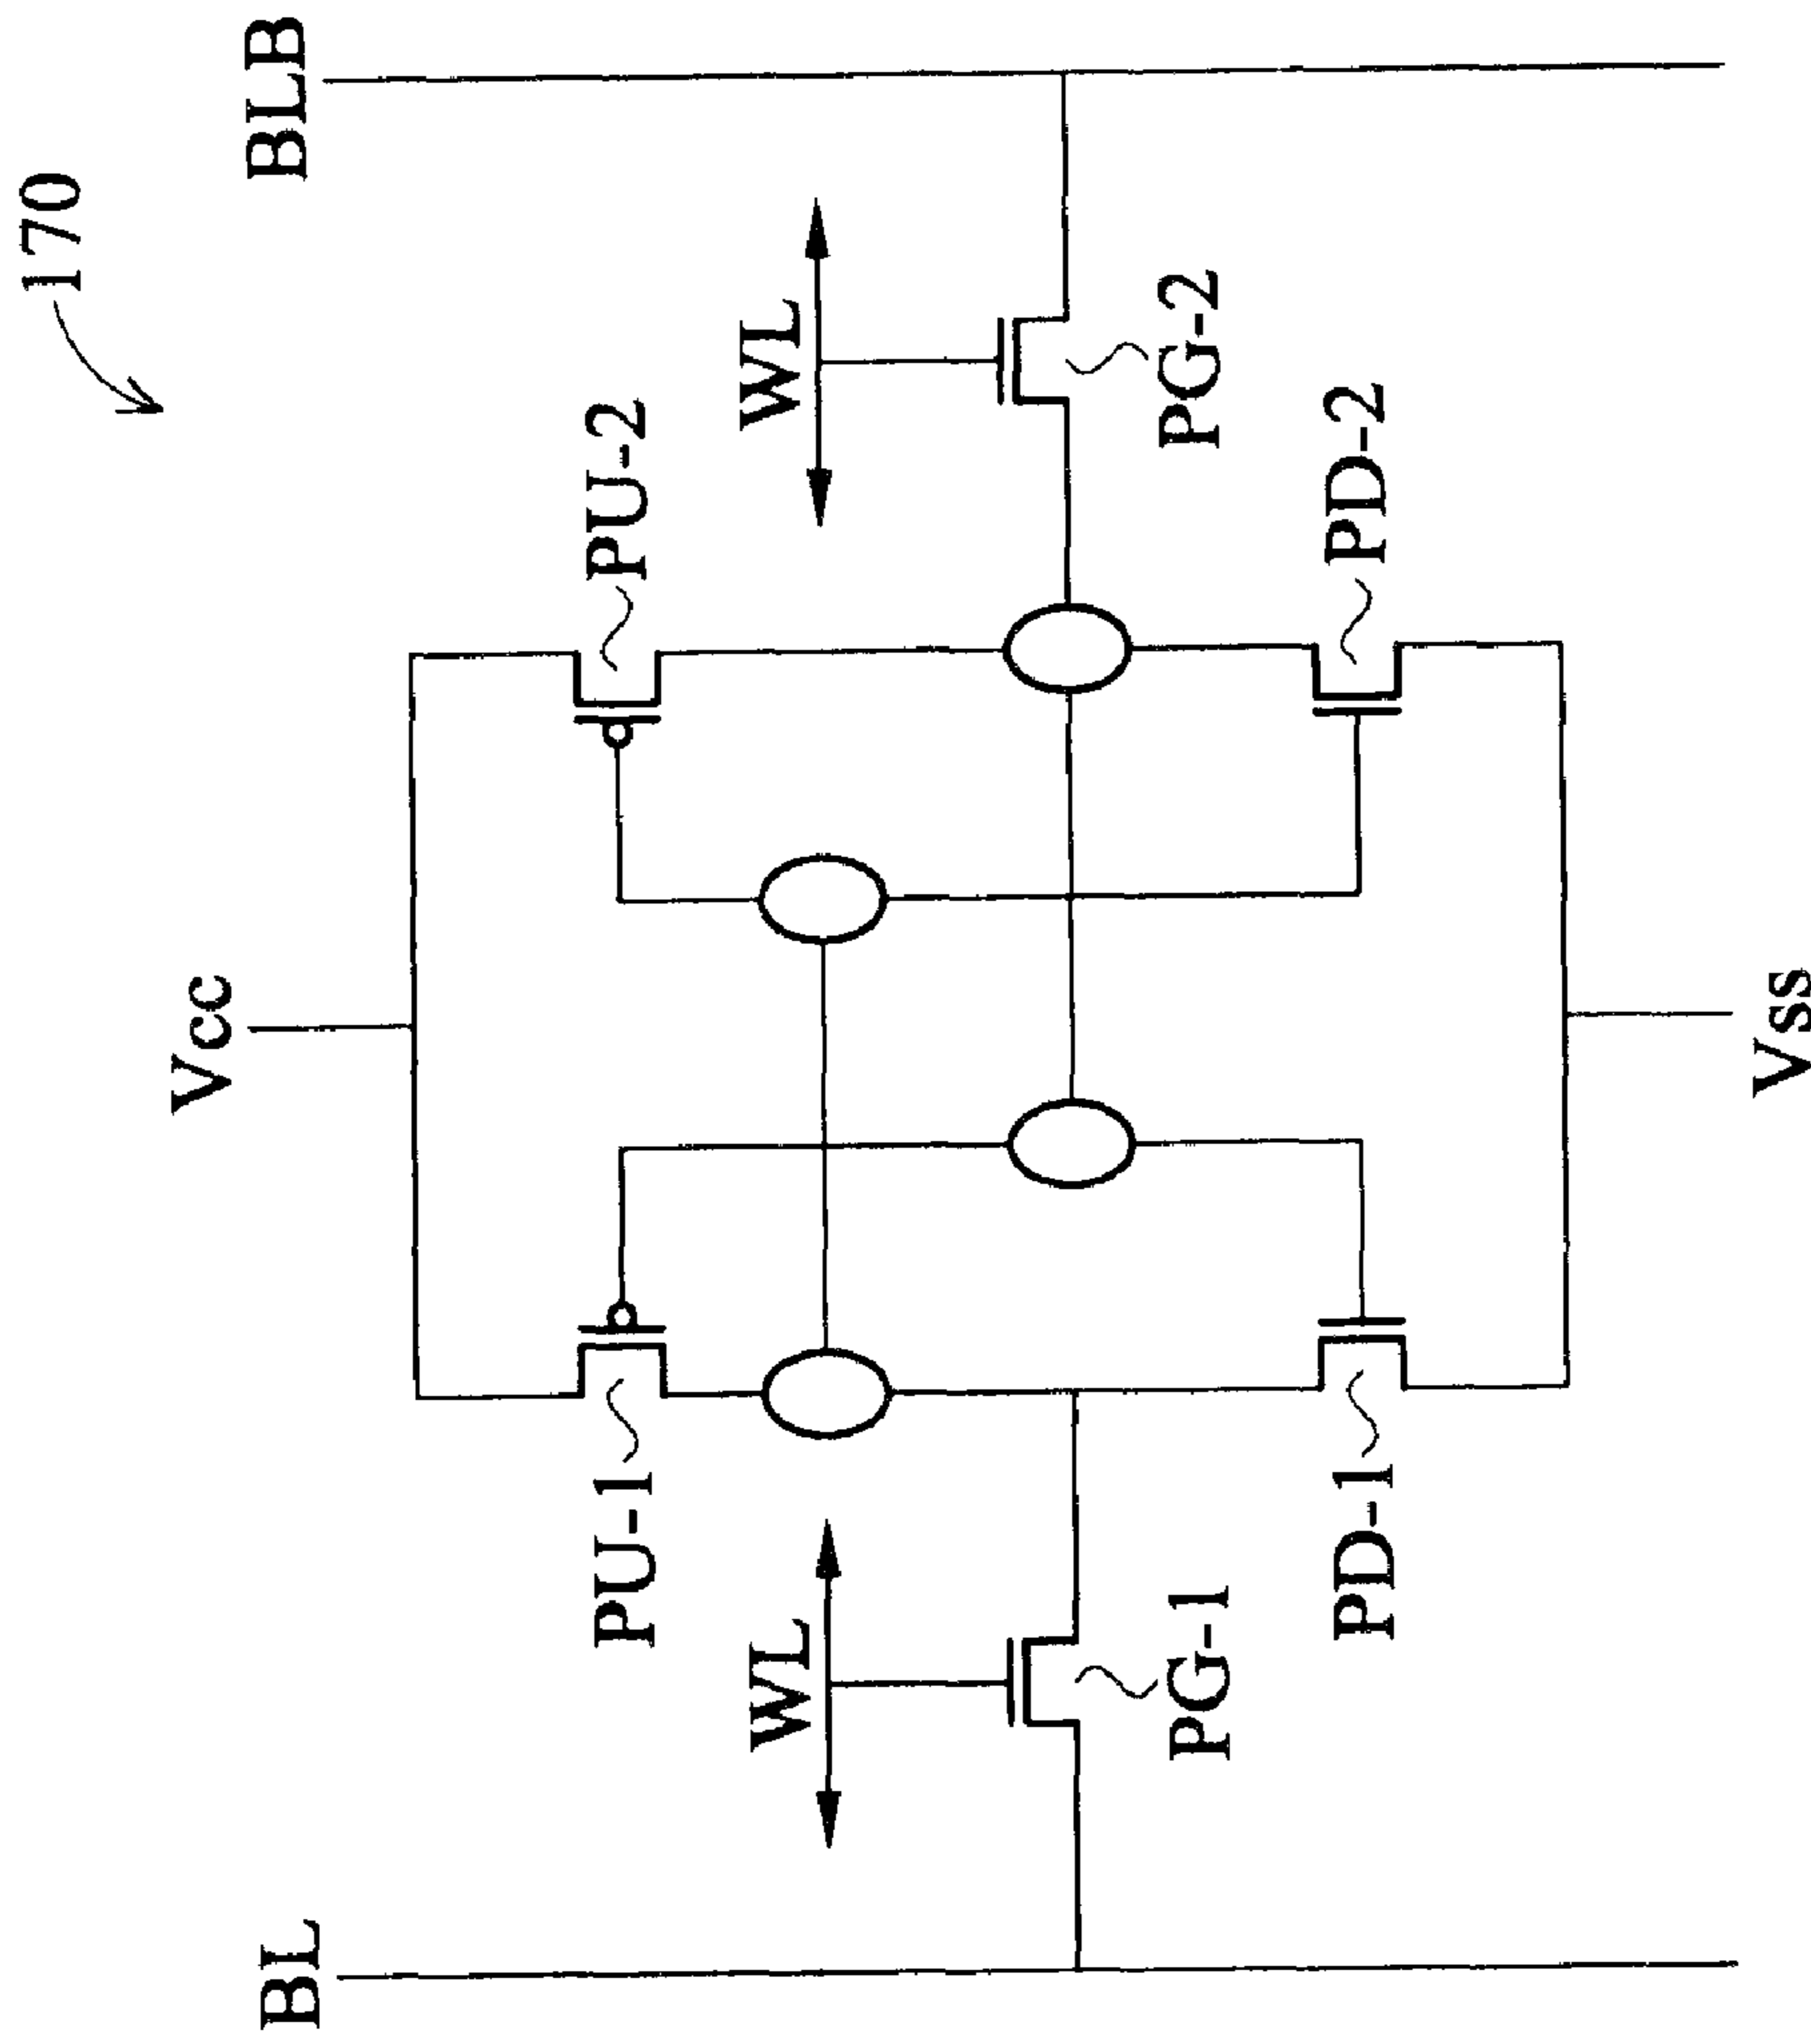 170
Vcc
BL
BLB
PU-1
PU-2
WL
WL
PG-1
PG-2
PD-1
PD-2
Vss